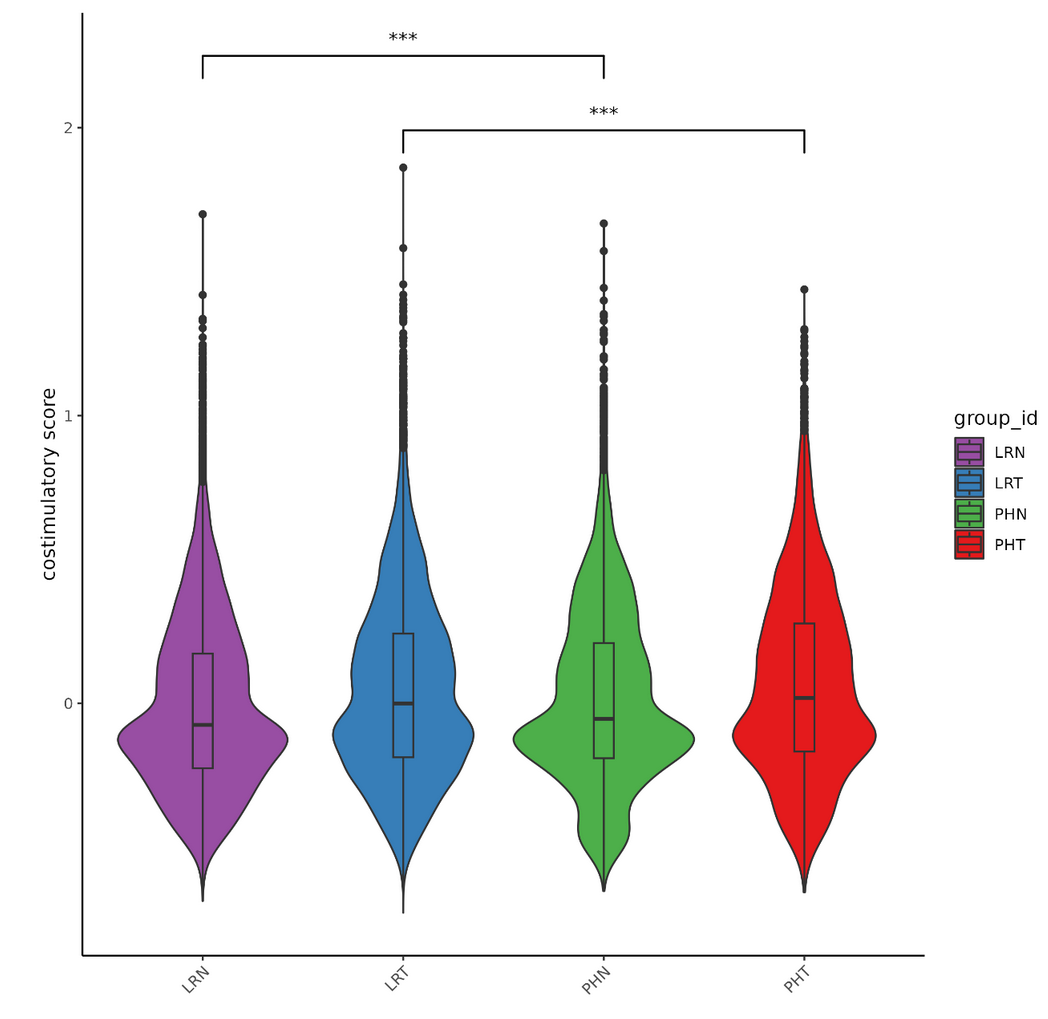 ***
***
2
1
0
costimulatory score
LRN
LRT
PHN
PHT
group_id
LRN
LRT
PHN
PHT